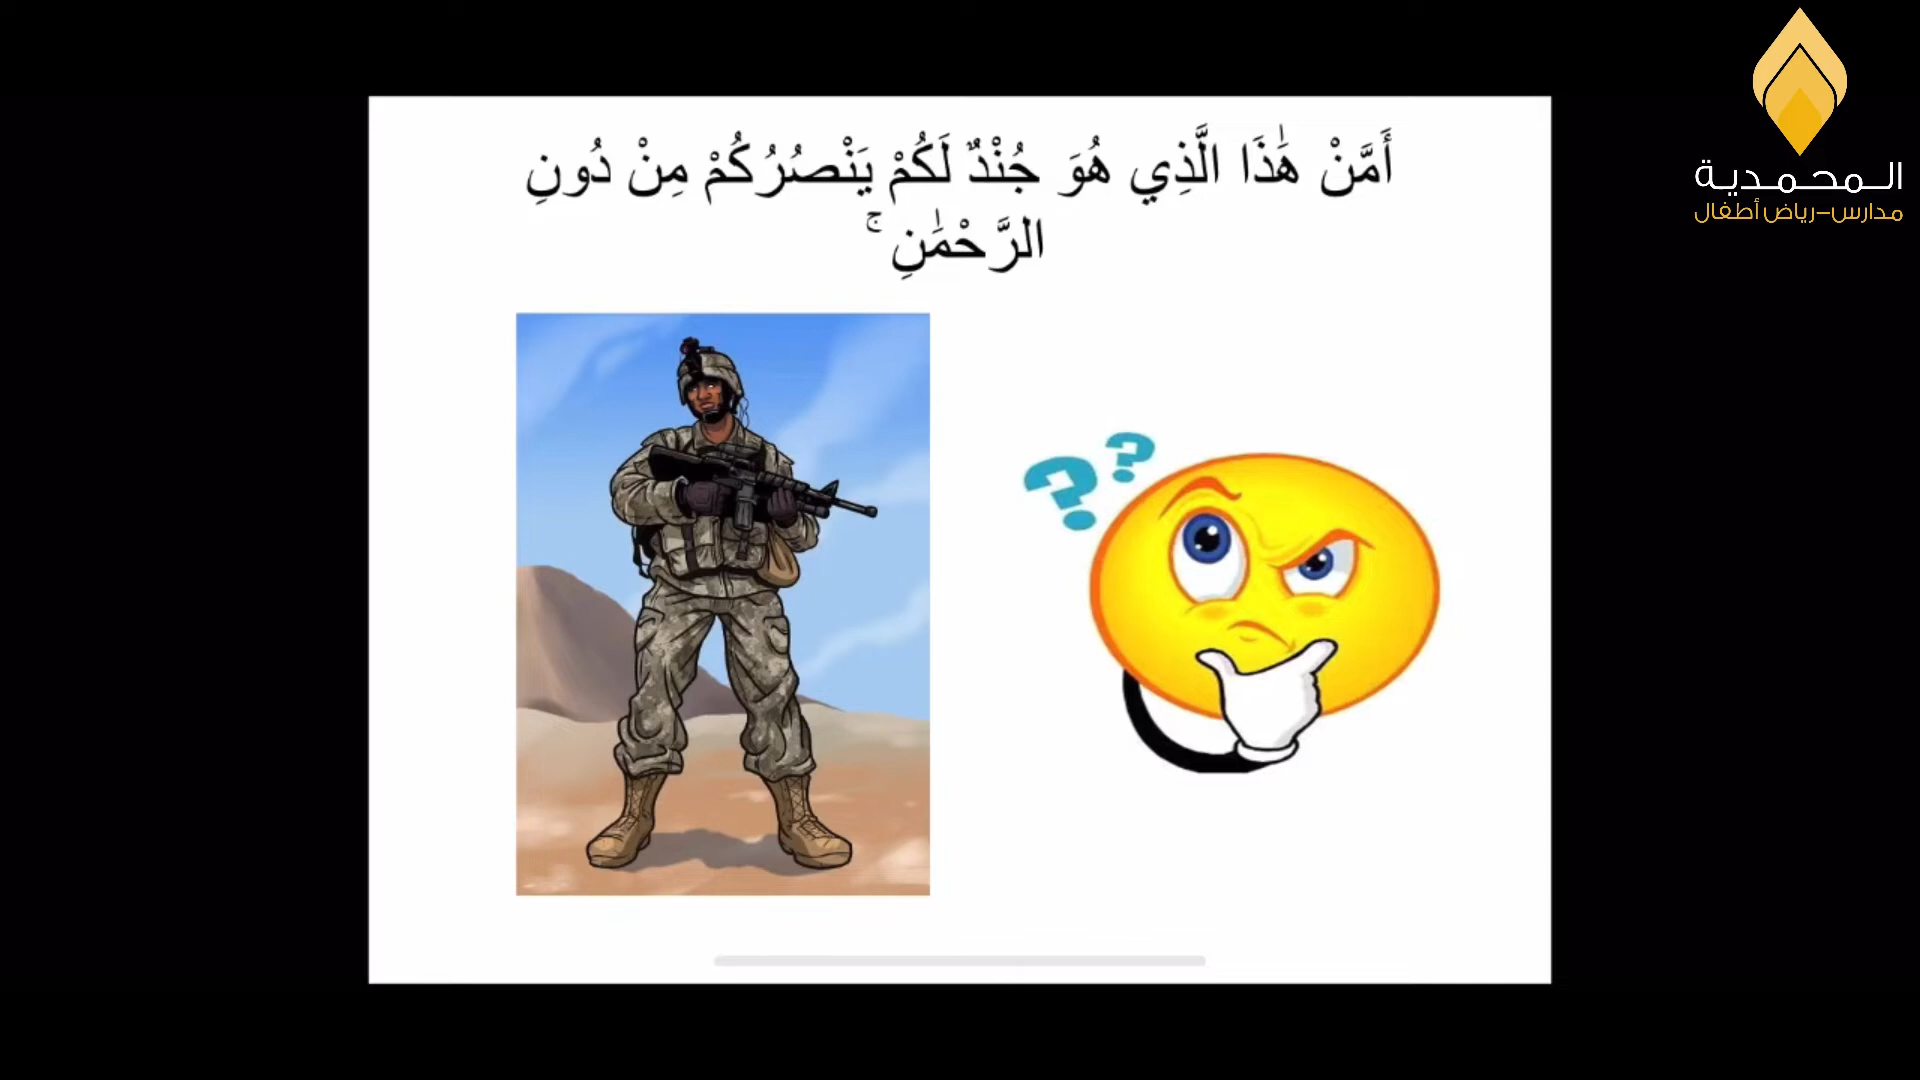 أَمَّنْ هَٰذَا الَّذِي هُوَ جُنْدٌ لَكُمْ يَنْصُرُكُمْ مِنْ دُونِ
الرَّحْمَٰنِ ۚ
? ?
المحمدية
مدارس-رياض أطفال